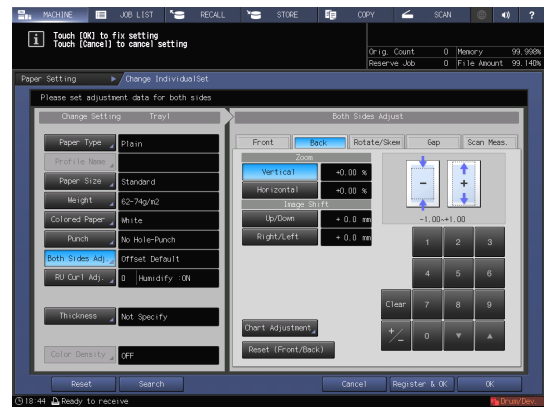 MACHINE JOB LIST RECALL STORE COPY SCAN ?
Touch [OK] to fix setting
Touch [Cancel] to cancel setting
Orig. Count 0 Memory 99.998%
Reserve Job 0 File Amount 99.140%
Paper Setting Change IndividualSet
Please set adjustment data for both sides
Change Setting Tray1
Both Sides Adjust
Paper Type Plain
Profile Name
Paper Size Standard
Weight 62-74g/m2
Colored Paper White
Punch No Hole-Punch
Both Sides Adj. Offset Default
RU Curl Adj. 0 Humidify :ON
Thickness Not Specify
Color Density OFF
Front Back Rotate/Skew Gap Scan Meas.
Zoom
Vertical +0.00 %
Horizontal +0.00 %
Image Shift
Up/Down + 0.0 mm
Right/Left + 0.0 mm
Chart Adjustment
Reset (Front/Back)
- +
-1.00~+1.00
1 2 3
4 5 6
Clear 7 8 9
+/- 0 ▼ ▲
Reset Search Cancel Register & OK OK
18:44 Ready to receive Drum/Dev.